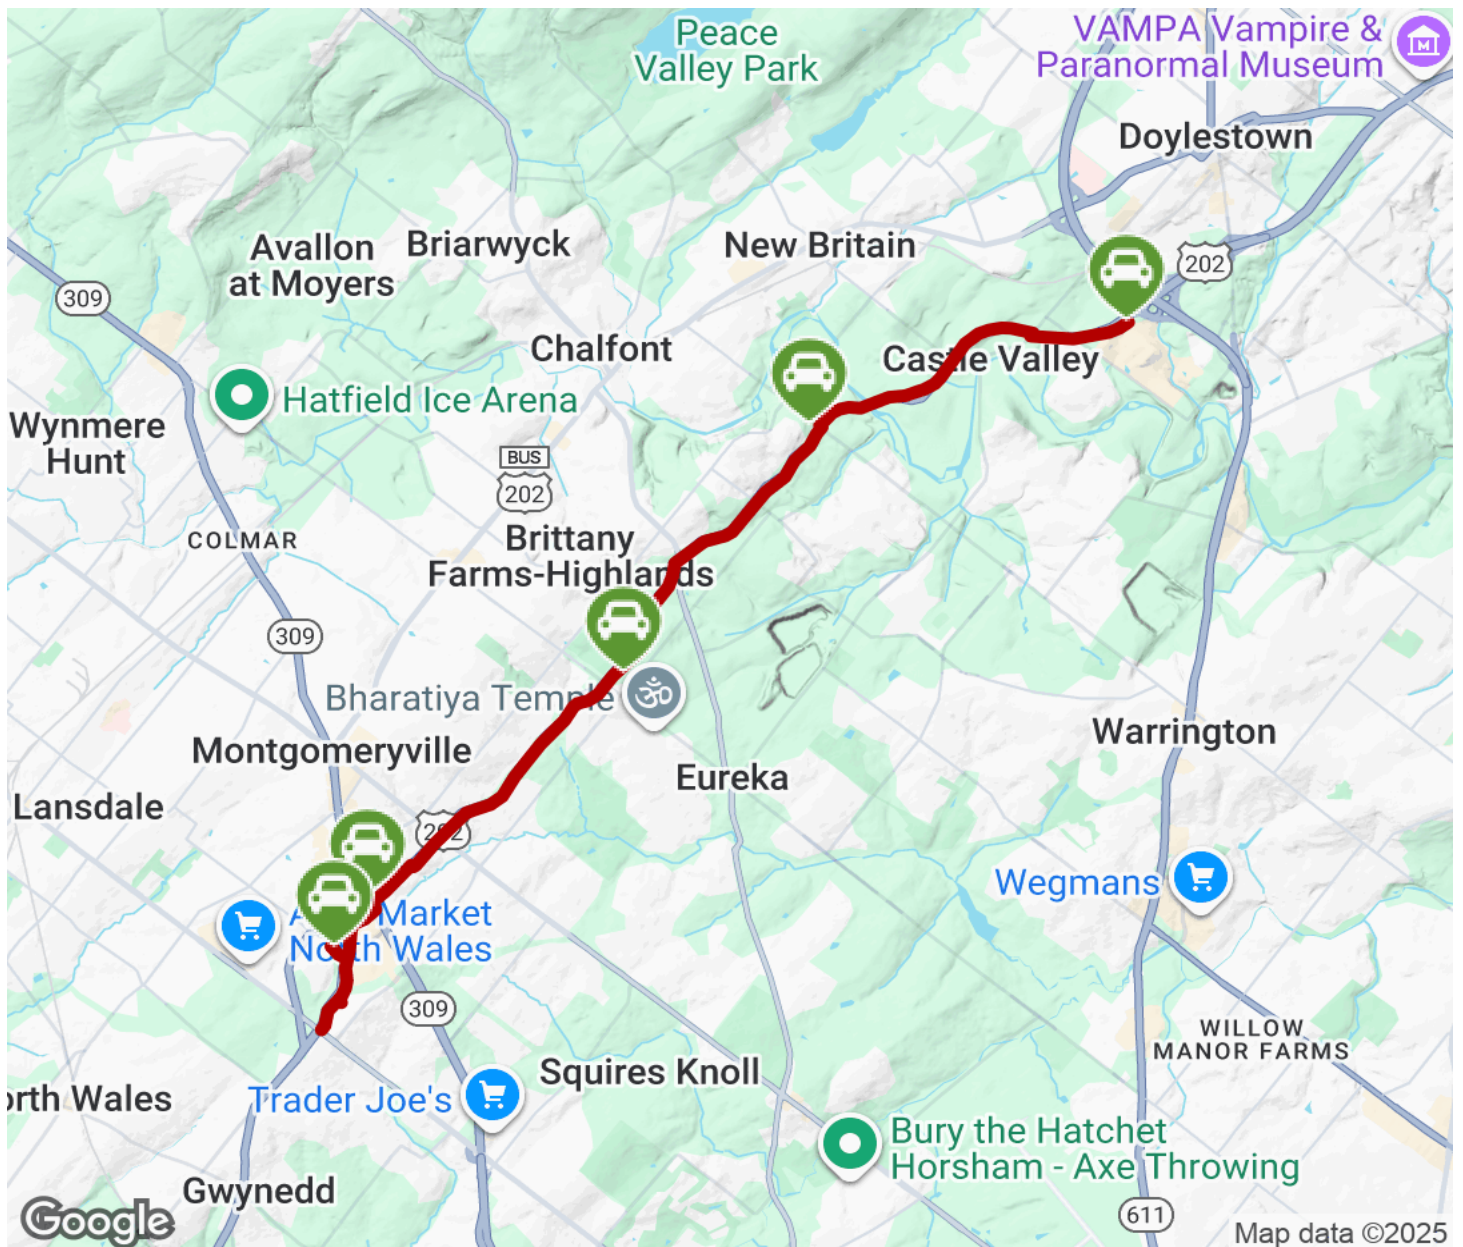 Peace
Valley Park
VAMPA Vampire &
Paranormal Museum
Doylestown
Avallon
at Moyers
Briarwyck
New Britain
202
309
Chalfont
Castle Valley
Hatfield Ice Arena
Wynmere
Hunt
BUS
202
COLMAR
Brittany
Farms-Highlands
309
Bharatiya Temple
Montgomeryville
Warrington
Eureka
Lansdale
202
Wegmans
Market
North Wales
309
WILLOW
MANOR FARMS
Squires Knoll
orth Wales
Trader Joe's
Bury the Hatchet
Horsham - Axe Throwing
Gwynedd
611
Google
Map data ©2025